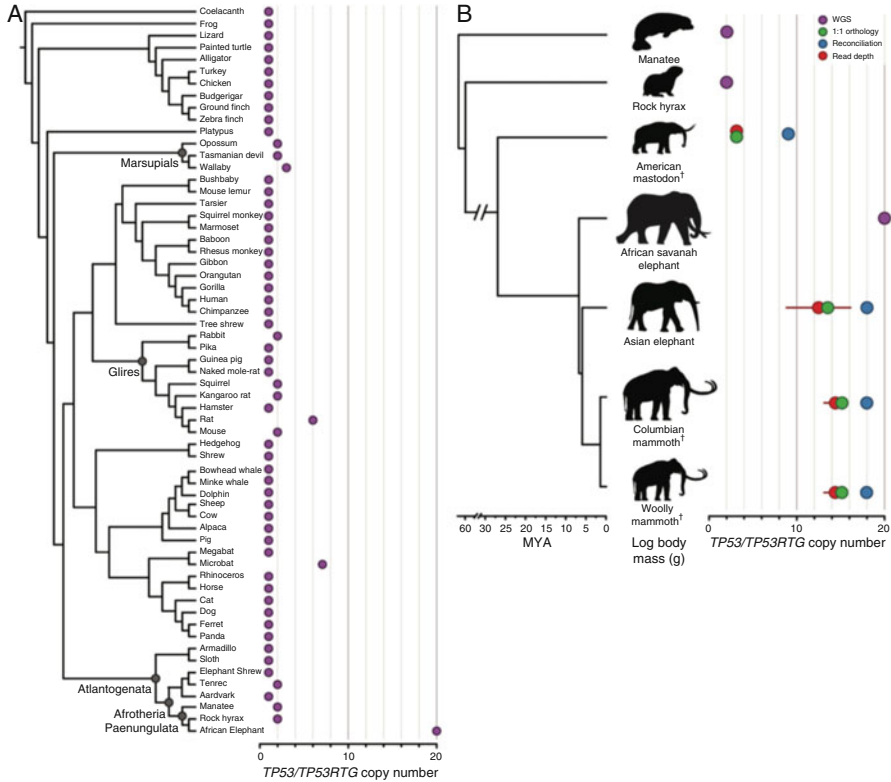 A
Coelacanth
Frog
Lizard
Painted turtle
Alligator
Turkey
Chicken
Budgerigar
Ground finch
Zebra finch
Platypus
Opossum
Marsupials
Tasmanian devil
Wallaby
Bushbaby
Mouse lemur
Tarsier
Squirrel monkey
Marmoset
Baboon
Rhesus monkey
Gibbon
Orangutan
Gorilla
Human
Chimpanzee
Tree shrew
Rabbit
Pika
Glires
Guinea pig
Naked mole-rat
Squirrel
Kangaroo rat
Hamster
Rat
Mouse
Hedgehog
Shrew
Bowhead whale
Minke whale
Dolphin
Sheep
Cow
Alpaca
Pig
Megabat
Microbat
Rhinoceros
Horse
Cat
Dog
Ferret
Panda
Armadillo
Sloth
Elephant Shrew
Atlantogenata
Tenrec
Aardvark
Manatee
Afrotheria
Rock hyrax
Paenungulata
African Elephant
0 10 20
TP53/TP53RTG copy number
B
WGS
1:1 orthology
Reconciliation
Read depth
Manatee
Rock hyrax
American
mastodon†
African savanah
elephant
Asian elephant
Columbian
mammoth†
Woolly
mammoth†
60 30 25 20 15 10 5 0
MYA
Log body
mass (g)
0 10 20
TP53/TP53RTG copy number